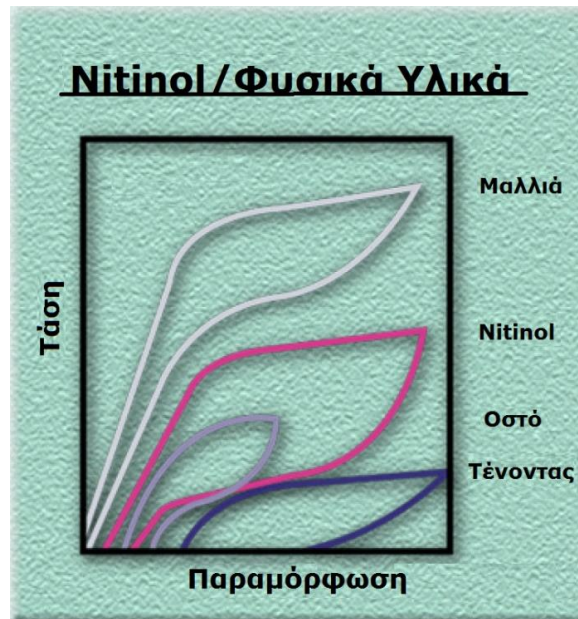 Nitinol/Φυσικά Υλικά
Μαλλιά
Τάση
Nitinol
Οστό
Τένοντας
Παραμόρφωση